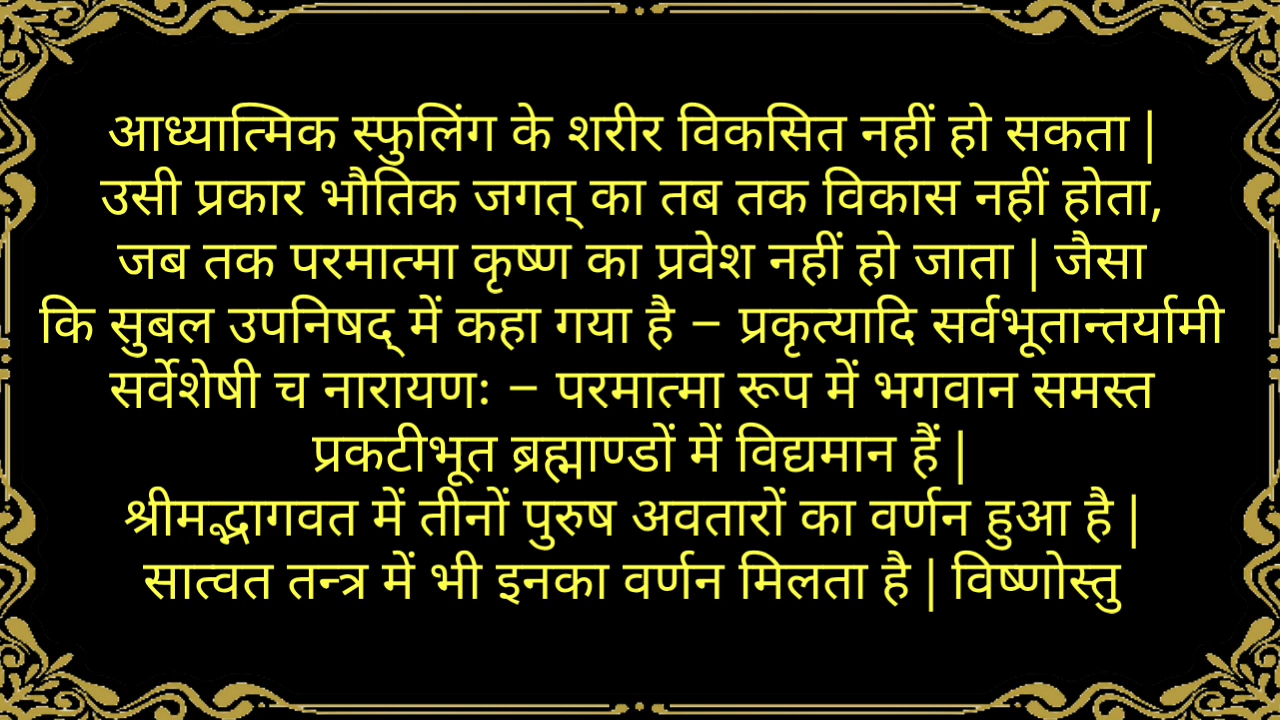 आध्यात्मिक स्फुलिंग के शरीर विकसित नहीं हो सकता |
उसी प्रकार भौतिक जगत् का तब तक विकास नहीं होता,
जब तक परमात्मा कृष्ण का प्रवेश नहीं हो जाता | जैसा
कि सुबल उपनिषद् में कहा गया है – प्रकृत्यादि सर्वभूतान्तर्यामी
सर्वेशेषी च नारायणः – परमात्मा रूप में भगवान समस्त
प्रकटीभूत ब्रह्माण्डों में विद्यमान हैं |
श्रीमद्भागवत में तीनों पुरुष अवतारों का वर्णन हुआ है |
सात्वत तन्त्र में भी इनका वर्णन मिलता है | विष्णोस्तु